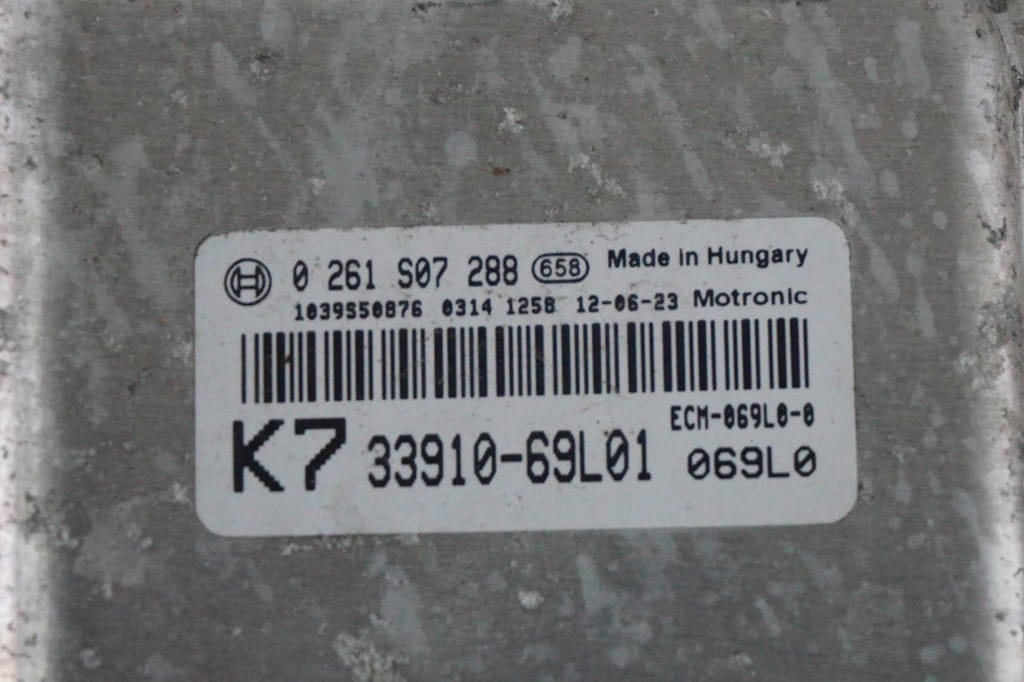 0 261 S07 288 658 Made in Hungary
1039S50876 0314 1258 12-06-23 Motronic
ECM-069L0-0
K7 33910-69L01 069L0